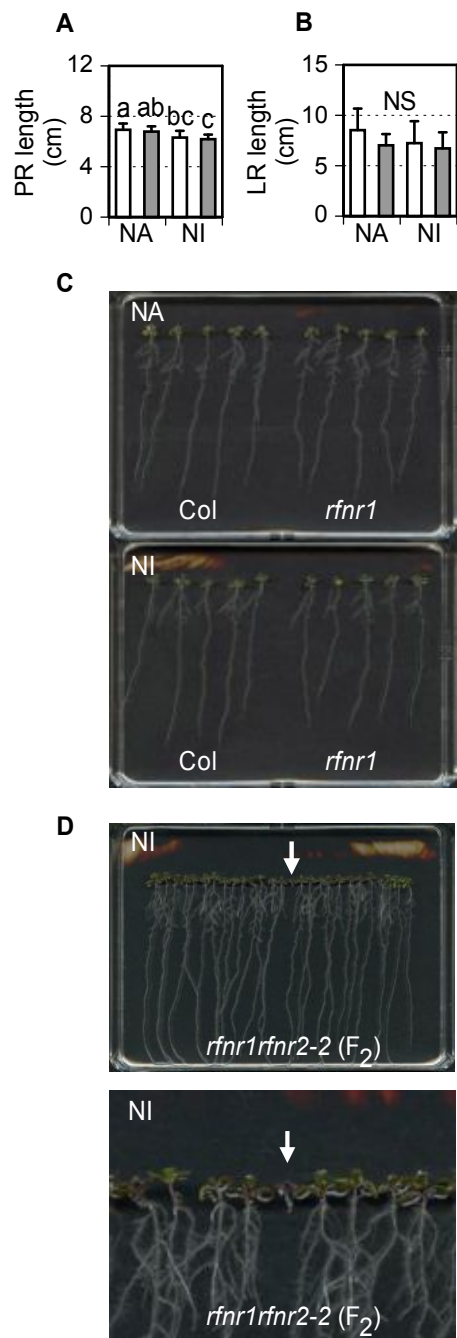 A
PR length (cm)
12
8
4
0
a ab bc c
NA NI
B
LR length (cm)
15
10
5
0
NS
NA NI
C
NA
Col rfnr1
NI
Col rfnr1
D
NI
rfnr1rfnr2-2 (F2)
NI
rfnr1rfnr2-2 (F2)